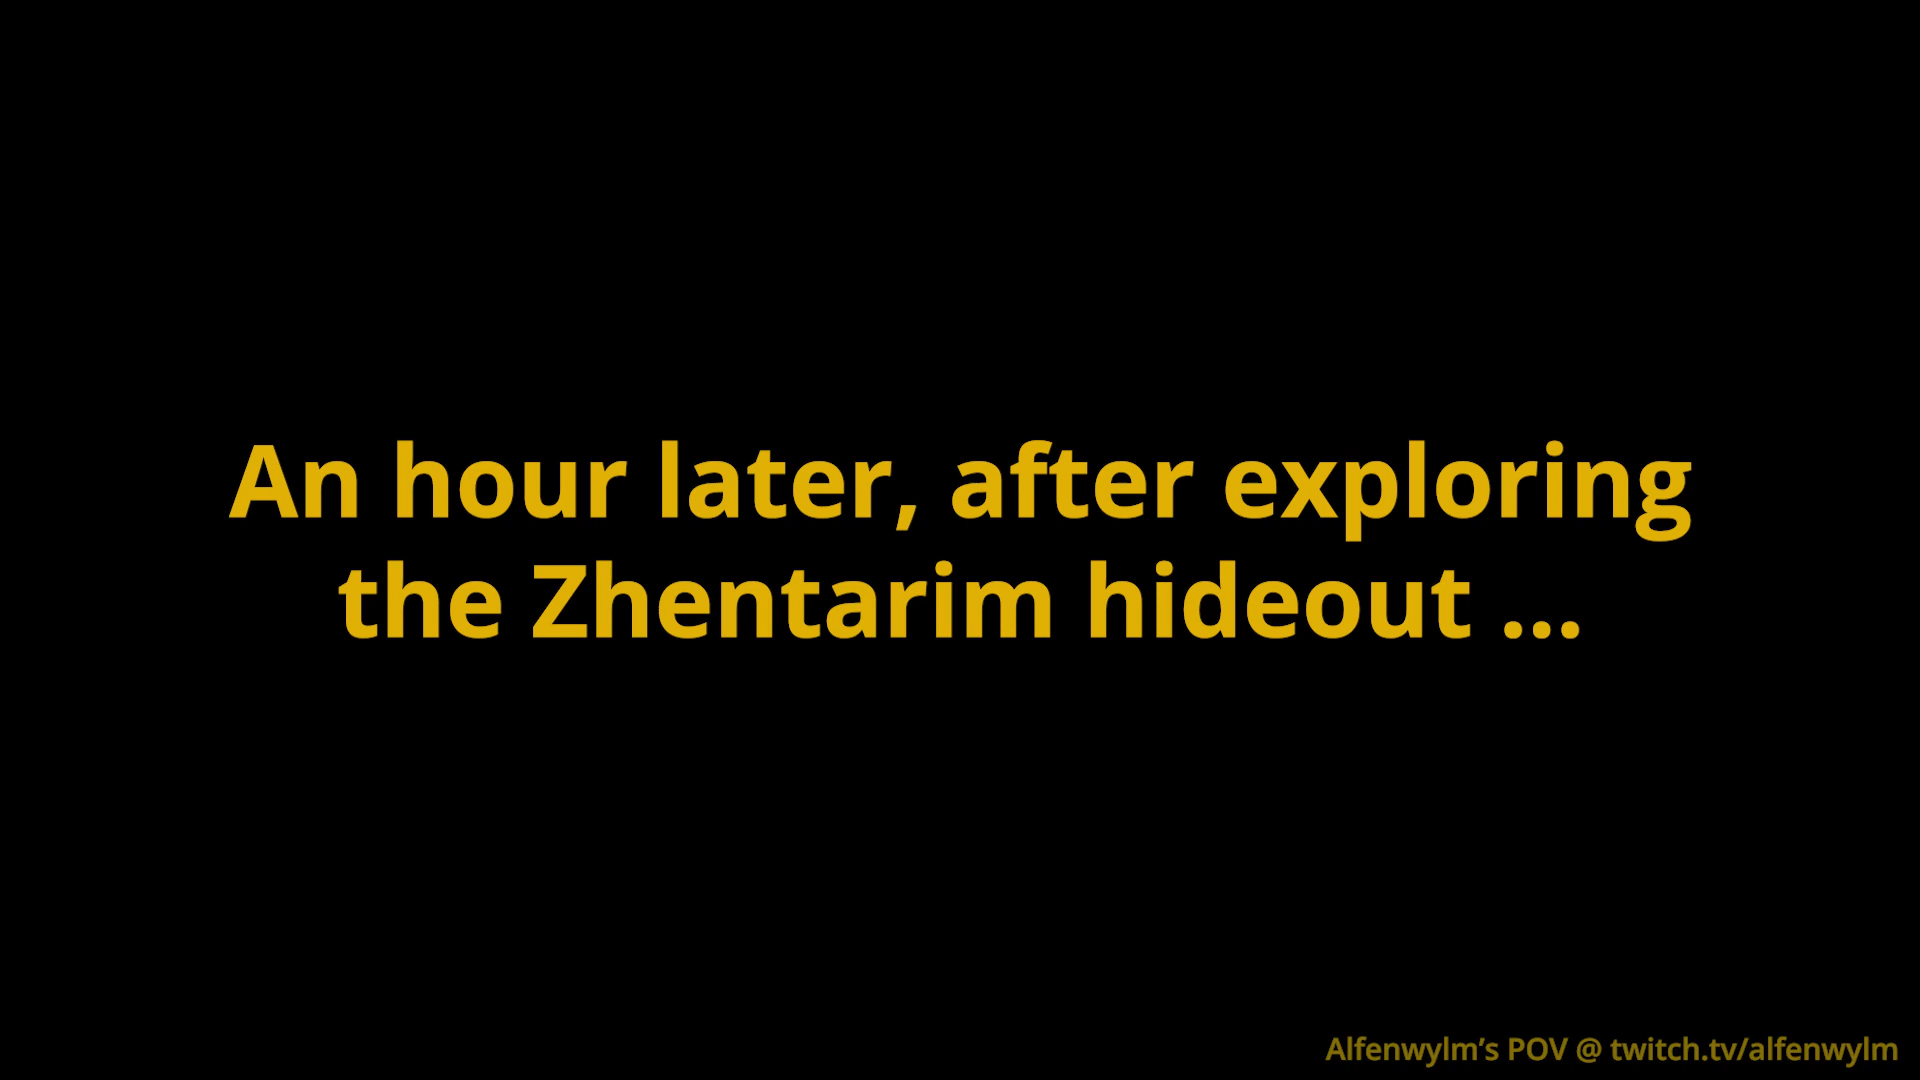 An hour later, after exploring
the Zhentarim hideout ...
Alfenwylm’s POV @ twitch.tv/alfenwylm